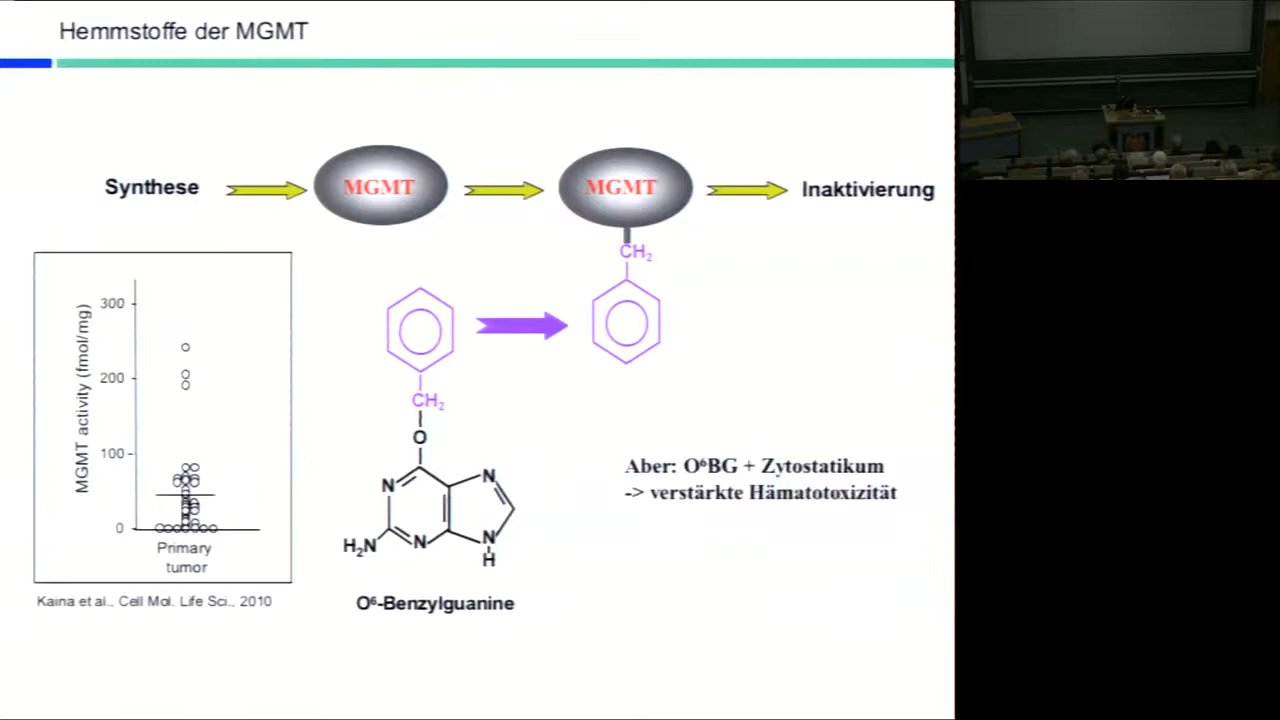 Hemmstoffe der MGMT
Synthese
MGMT
MGMT
Inaktivierung
CH₂
MGMT activity (fmol/mg)
300
200
100
0
Primary
tumor
Kaina et al., Cell Mol. Life Sci., 2010
CH₂
O
N
N
N
N
H
H₂N
O⁶-Benzylguanine
Aber: O⁶BG + Zytostatikum
-> verstärkte Hämatotoxizität